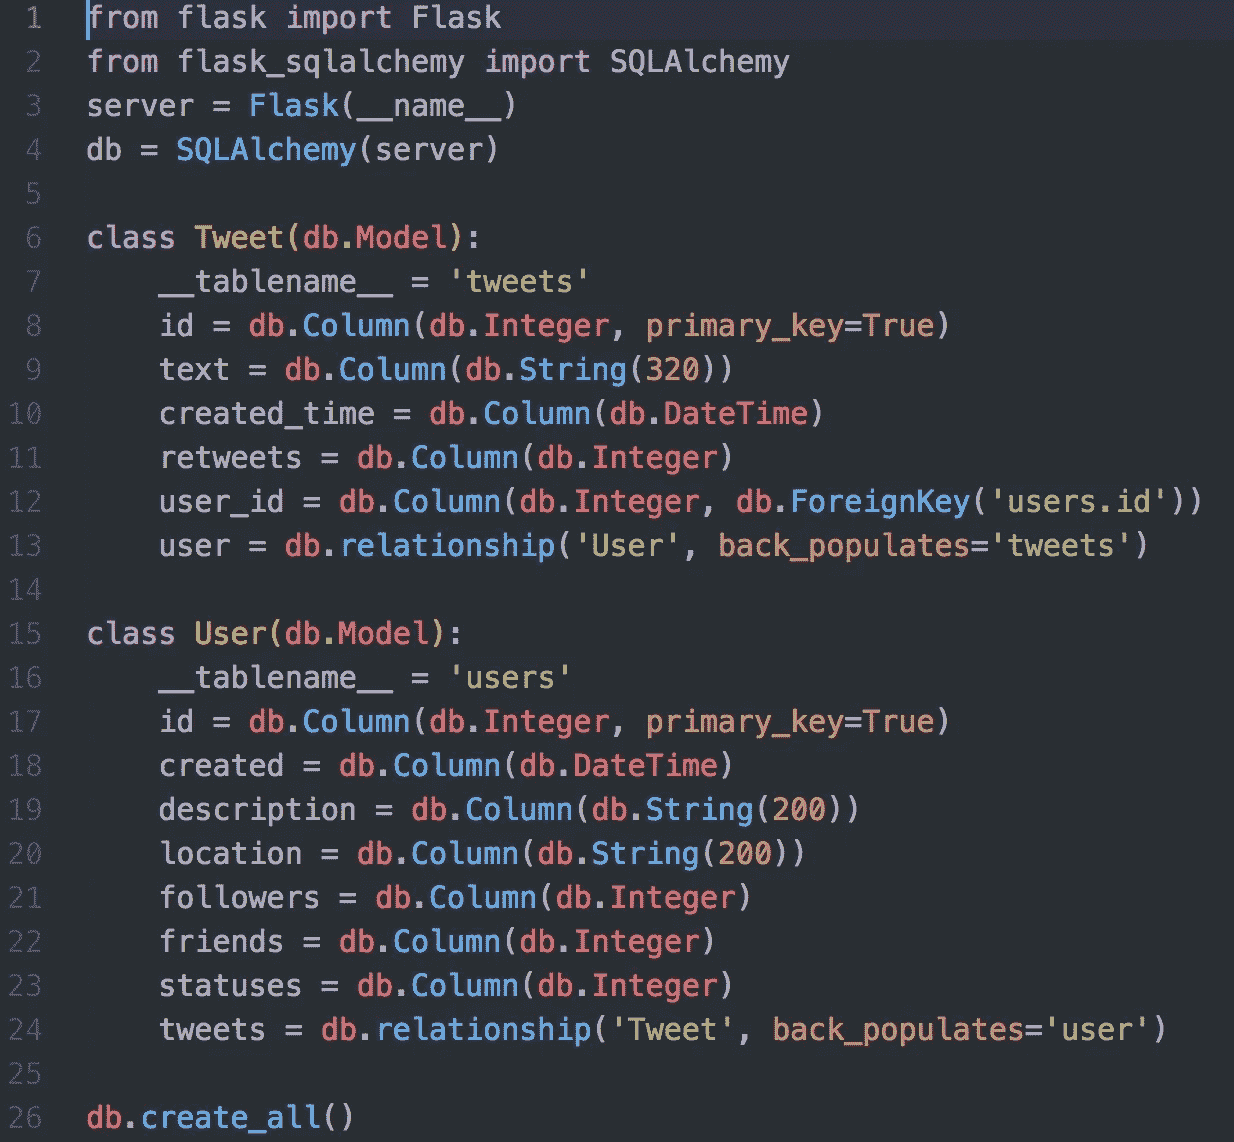 1 from flask import Flask
2 from flask_sqlalchemy import SQLAlchemy
3 server = Flask(__name__)
4 db = SQLAlchemy(server)
5
6 class Tweet(db.Model):
7     __tablename__ = 'tweets'
8     id = db.Column(db.Integer, primary_key=True)
9     text = db.Column(db.String(320))
10     created_time = db.Column(db.DateTime)
11     retweets = db.Column(db.Integer)
12     user_id = db.Column(db.Integer, db.ForeignKey('users.id'))
13     user = db.relationship('User', back_populates='tweets')
14
15 class User(db.Model):
16     __tablename__ = 'users'
17     id = db.Column(db.Integer, primary_key=True)
18     created = db.Column(db.DateTime)
19     description = db.Column(db.String(200))
20     location = db.Column(db.String(200))
21     followers = db.Column(db.Integer)
22     friends = db.Column(db.Integer)
23     statuses = db.Column(db.Integer)
24     tweets = db.relationship('Tweet', back_populates='user')
25
26 db.create_all()